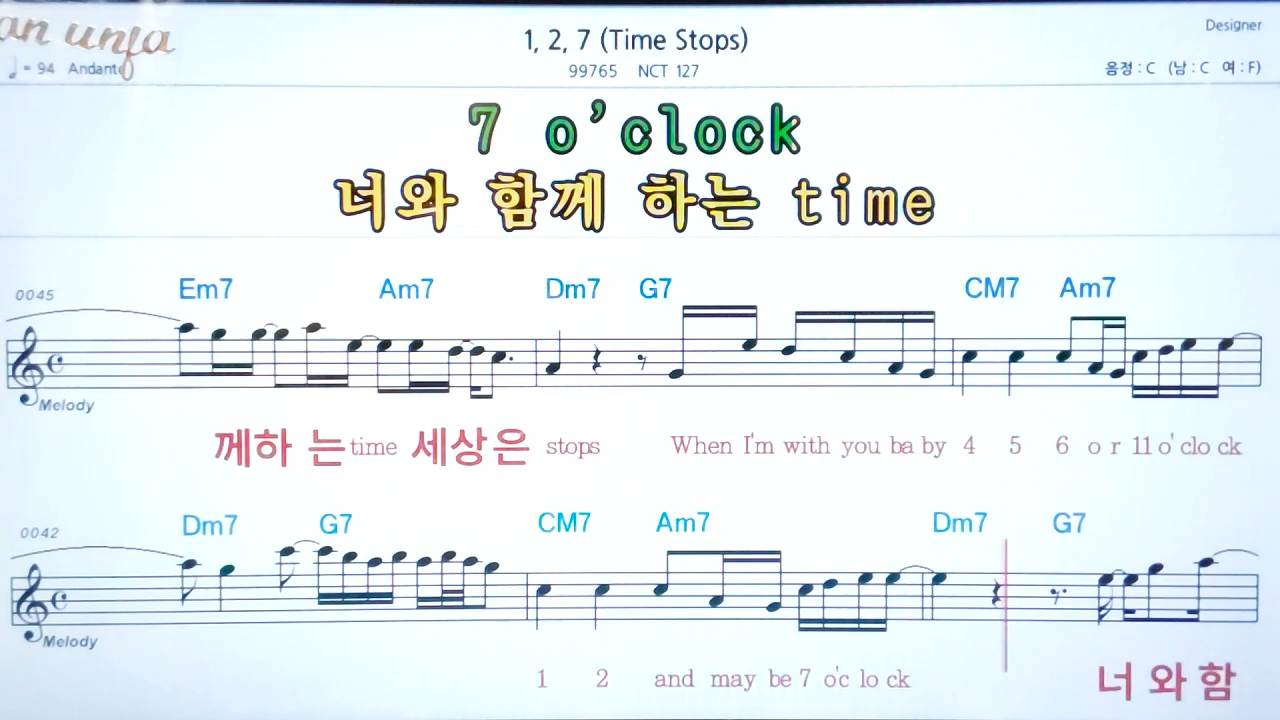 an unja
1, 2, 7 (Time Stops)
Designer
♩ = 94 Andante
99765 NCT 127
음정 : C (남 : C 여 : F)
7 o'clock
너와 함께 하는 time
0045 Em7 Am7 Dm7 G7 CM7 Am7
Melody
께하 는time 세상은 stops When I'm with you ba by 4 5 6 o r 11 o' clo ck
0042 Dm7 G7 CM7 Am7 Dm7 G7
Melody
1 2 and may be 7 o'c lo ck 너 와 함